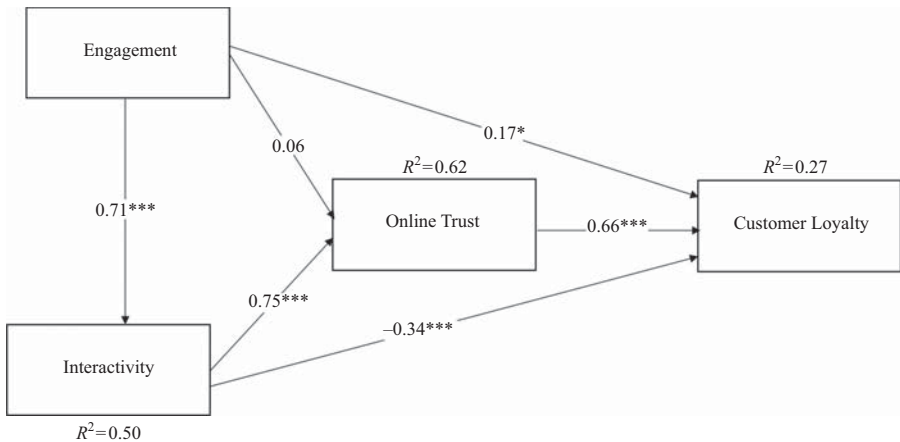 Engagement
0.17*
0.06
R²=0.62
R²=0.27
0.71***
Online Trust
0.66***
Customer Loyalty
0.75***
–0.34***
Interactivity
R²=0.50